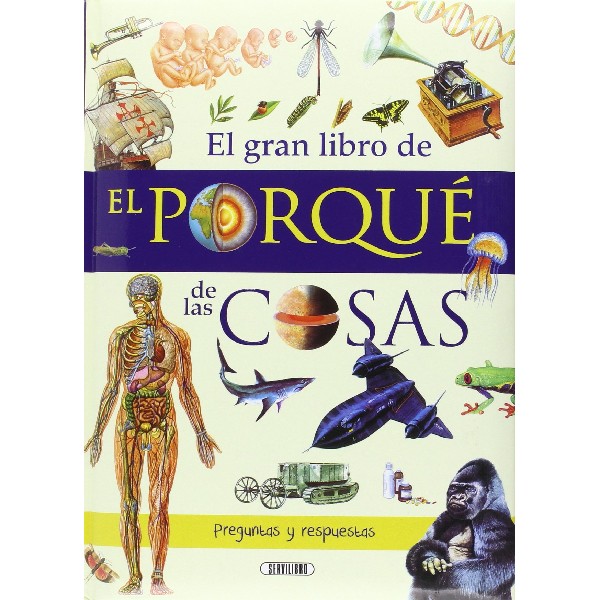 El gran libro de
EL PORQUÉ
de las
COSAS
Preguntas y respuestas
SERVILIBRO